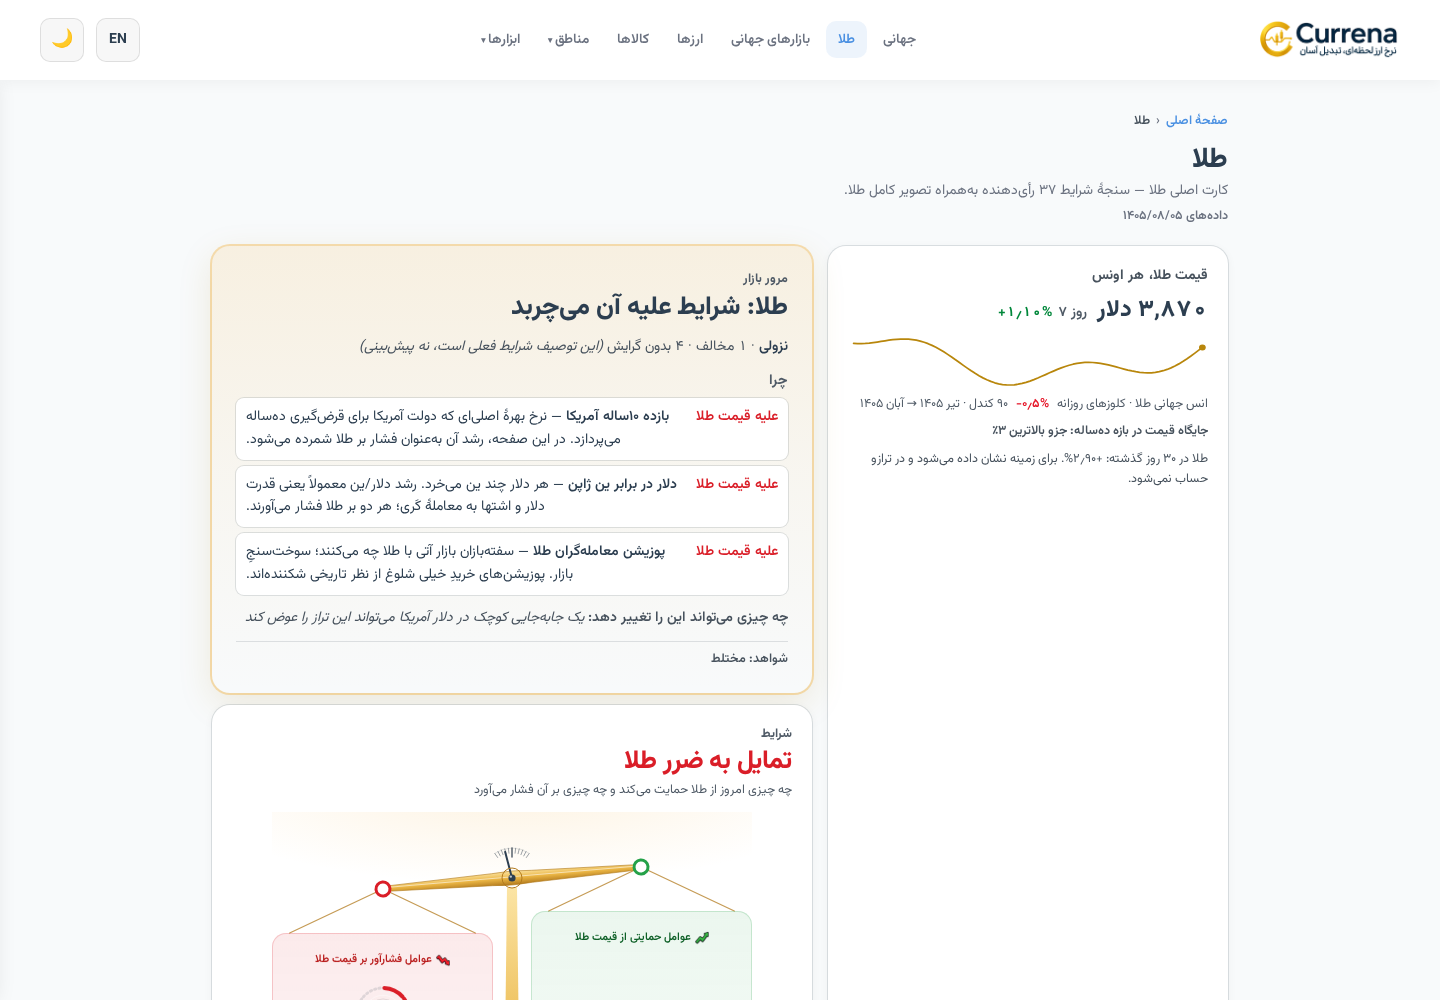 Currena
نرخ ارز لحظه‌ای، تبدیل آسان
جهانی
طلا
بازارهای جهانی
ارزها
کالاها
مناطق ▾
ابزارها ▾
EN
صفحهٔ اصلی › طلا
طلا
کارت اصلی طلا — سنجهٔ شرایط ۳۷ رأی‌دهنده به‌همراه تصویر کامل طلا.
داده‌های ۱۴۰۵/۰۸/۰۵
قیمت طلا، هر اونس
۳,۸۷۰ دلار ۷ روز +۱٫۱۰%
انس جهانی طلا · کلوزهای روزانه -۰٫۵% ۹۰ کندل · تیر ۱۴۰۵ → آبان ۱۴۰۵
جایگاه قیمت در بازه ده‌ساله: جزو بالاترین ۳٪
طلا در ۳۰ روز گذشته: +۲٫۹۰%. برای زمینه نشان داده می‌شود و در ترازو
حساب نمی‌شود.
مرور بازار
طلا: شرایط علیه آن می‌چربد
نزولی · ۱ مخالف · ۴ بدون گرایش (این توصیف شرایط فعلی است، نه پیش‌بینی)
چرا
علیه قیمت طلا بازده ۱۰ساله آمریکا — نرخ بهرهٔ اصلی‌ای که دولت آمریکا برای قرض‌گیری ده‌ساله
می‌پردازد. در این صفحه، رشد آن به‌عنوان فشار بر طلا شمرده می‌شود.
علیه قیمت طلا دلار در برابر ین ژاپن — هر دلار چند ین می‌خرد. رشد دلار/ین معمولاً یعنی قدرت
دلار و اشتها به معاملهٔ کَری؛ هر دو بر طلا فشار می‌آورند.
علیه قیمت طلا پوزیشن معامله‌گران طلا — سفته‌بازان بازار آتی با طلا چه می‌کنند؛ سوخت‌سنجِ
بازار. پوزیشن‌های خریدِ خیلی شلوغ از نظر تاریخی شکننده‌اند.
چه چیزی می‌تواند این را تغییر دهد: یک جابه‌جایی کوچک در دلار آمریکا می‌تواند این تراز را عوض کند
شواهد: مختلط
شرایط
تمایل به ضرر طلا
چه چیزی امروز از طلا حمایت می‌کند و چه چیزی بر آن فشار می‌آورد
عوامل حمایتی از قیمت طلا
عوامل فشارآور بر قیمت طلا